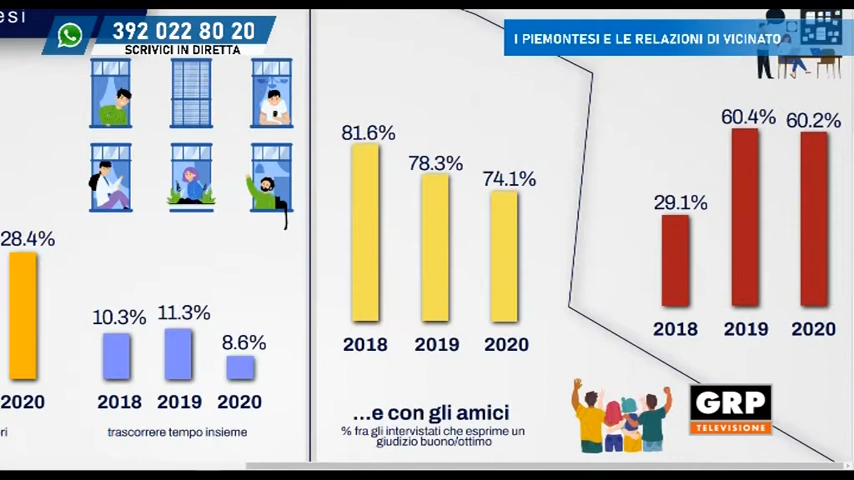 esi
392 022 80 20
SCRIVICI IN DIRETTA
I PIEMONTESI E LE RELAZIONI DI VICINATO
28.4%
2020
ri
10.3%
11.3%
8.6%
2018
2019
2020
trascorrere tempo insieme
81.6%
78.3%
74.1%
2018
2019
2020
...e con gli amici
% fra gli intervistati che esprime un
giudizio buono/ottimo
29.1%
60.4%
60.2%
2018
2019
2020
GRP
TELEVISIONE